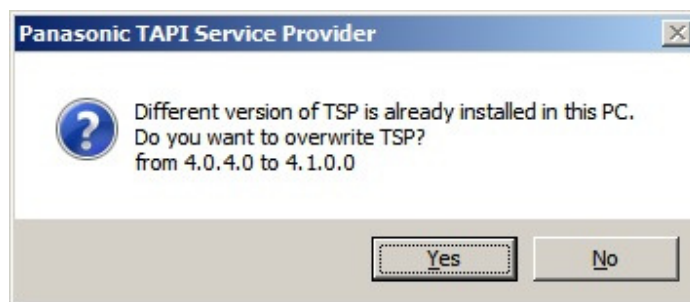 Panasonic TAPI Service Provider
Different version of TSP is already installed in this PC.
Do you want to overwrite TSP?
from 4.0.4.0 to 4.1.0.0
Yes
No